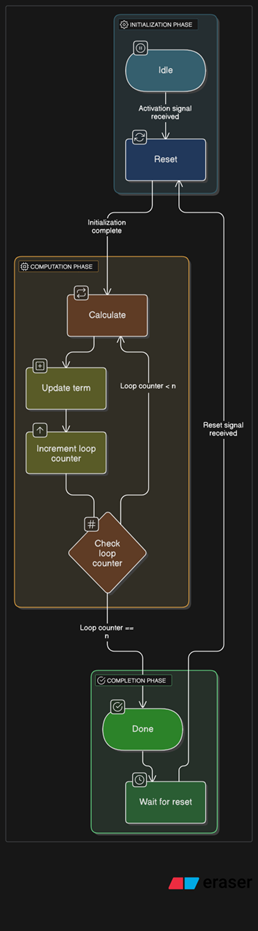 INITIALIZATION PHASE
Idle
Activation signal
received
Reset
Initialization
complete
COMPUTATION PHASE
Calculate
Update term
Loop counter < n
Increment loop
counter
Reset signal
received
#
Check
loop
counter
Loop counter ==
n
COMPLETION PHASE
Done
Wait for reset
eraser